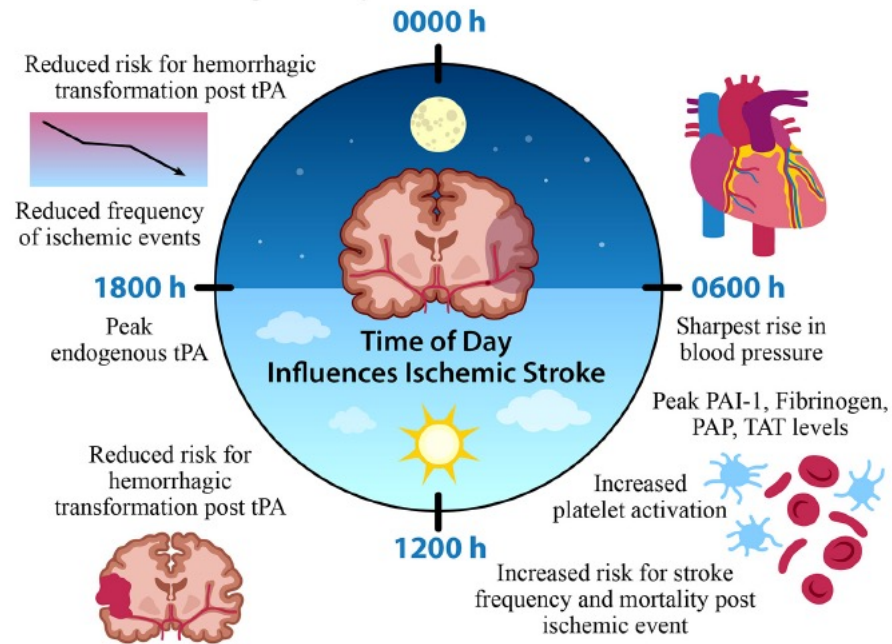 0000 h
Reduced risk for hemorrhagic
transformation post tPA
Reduced frequency
of ischemic events
1800 h
0600 h
Peak
endogenous tPA
Time of Day
Influences Ischemic Stroke
Sharpest rise in
blood pressure
Peak PAI-1, Fibrinogen,
PAP, TAT levels
Reduced risk for
hemorrhagic
transformation post tPA
Increased
platelet activation
1200 h
Increased risk for stroke
frequency and mortality post
ischemic event